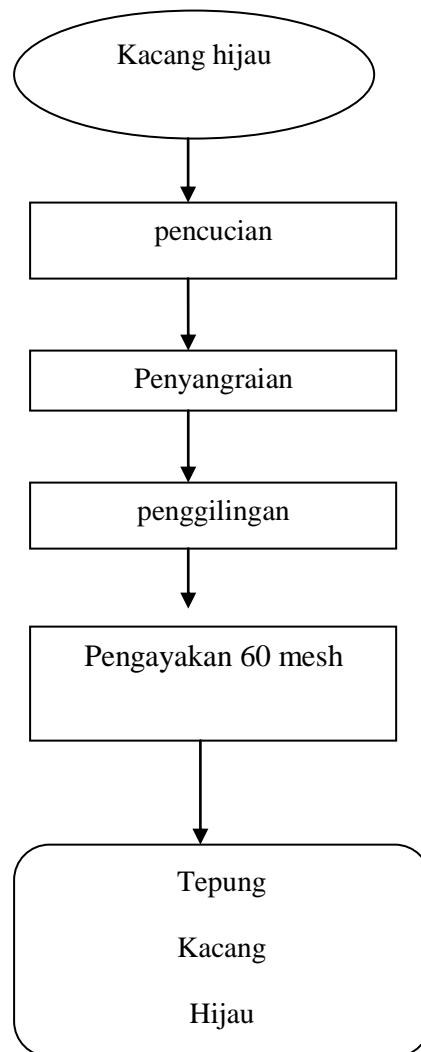 Kacang hijau
pencucian
Penyangraian
penggilingan
Pengayakan 60 mesh
Tepung
Kacang
Hijau